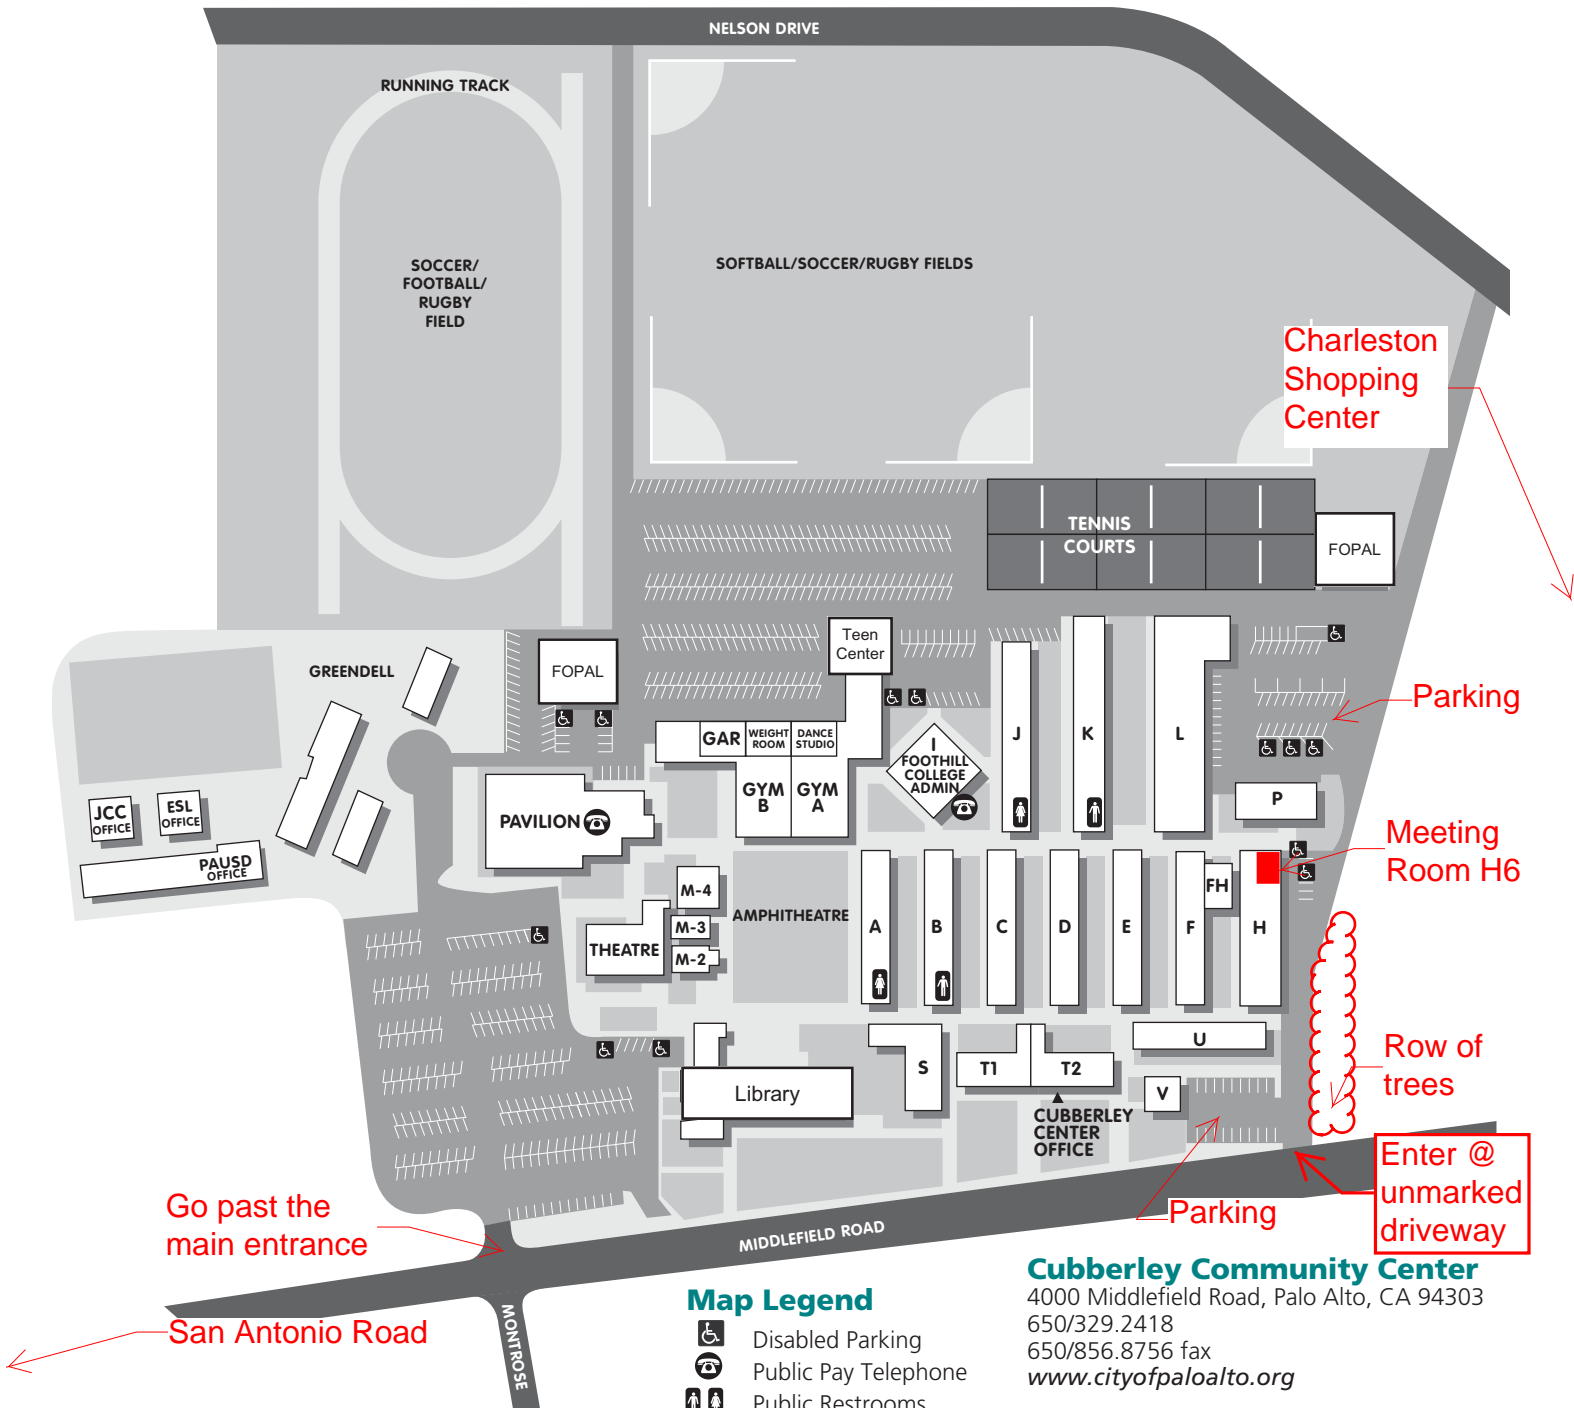 NELSON DRIVE
RUNNING TRACK
SOCCER/
FOOTBALL/
RUGBY
FIELD
SOFTBALL/SOCCER/RUGBY FIELDS
Charleston
Shopping
Center
TENNIS
COURTS
FOPAL
Teen
Center
GREENDELL
FOPAL
Parking
GAR
WEIGHT
ROOM
DANCE
STUDIO
GYM
B
GYM
A
I
FOOTHILL
COLLEGE
ADMIN
J
K
L
P
JCC
OFFICE
ESL
OFFICE
PAUSD
OFFICE
PAVILION
Meeting
Room H6
M-4
M-3
M-2
THEATRE
AMPHITHEATRE
A
B
C
D
E
F
FH
H
U
Row of
trees
Library
S
T1
T2
V
CUBBERLEY
CENTER
OFFICE
Enter @
unmarked
driveway
Parking
Go past the
main entrance
MIDDLEFIELD ROAD
San Antonio Road
MONTROSE
Map Legend
Disabled Parking
Public Pay Telephone
Public Restrooms
Cubberley Community Center
4000 Middlefield Road, Palo Alto, CA 94303
650/329.2418
650/856.8756 fax
www.cityofpaloalto.org